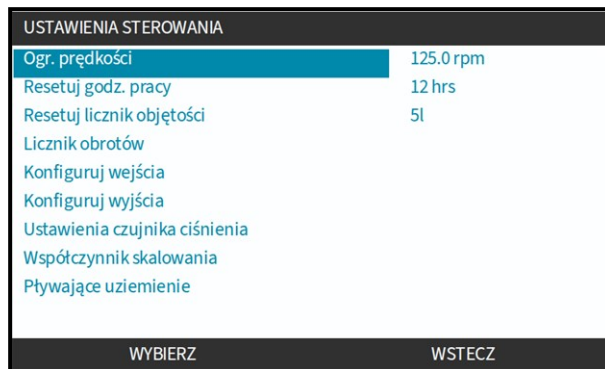 USTAWIENIA STEROWANIA
Ogr. prędkości 125.0 rpm
Resetuj godz. pracy 12 hrs
Resetuj licznik objętości 5l
Licznik obrotów
Konfiguruj wejścia
Konfiguruj wyjścia
Ustawienia czujnika ciśnienia
Współczynnik skalowania
Pływające uziemienie
WYBIERZ WSTECZ